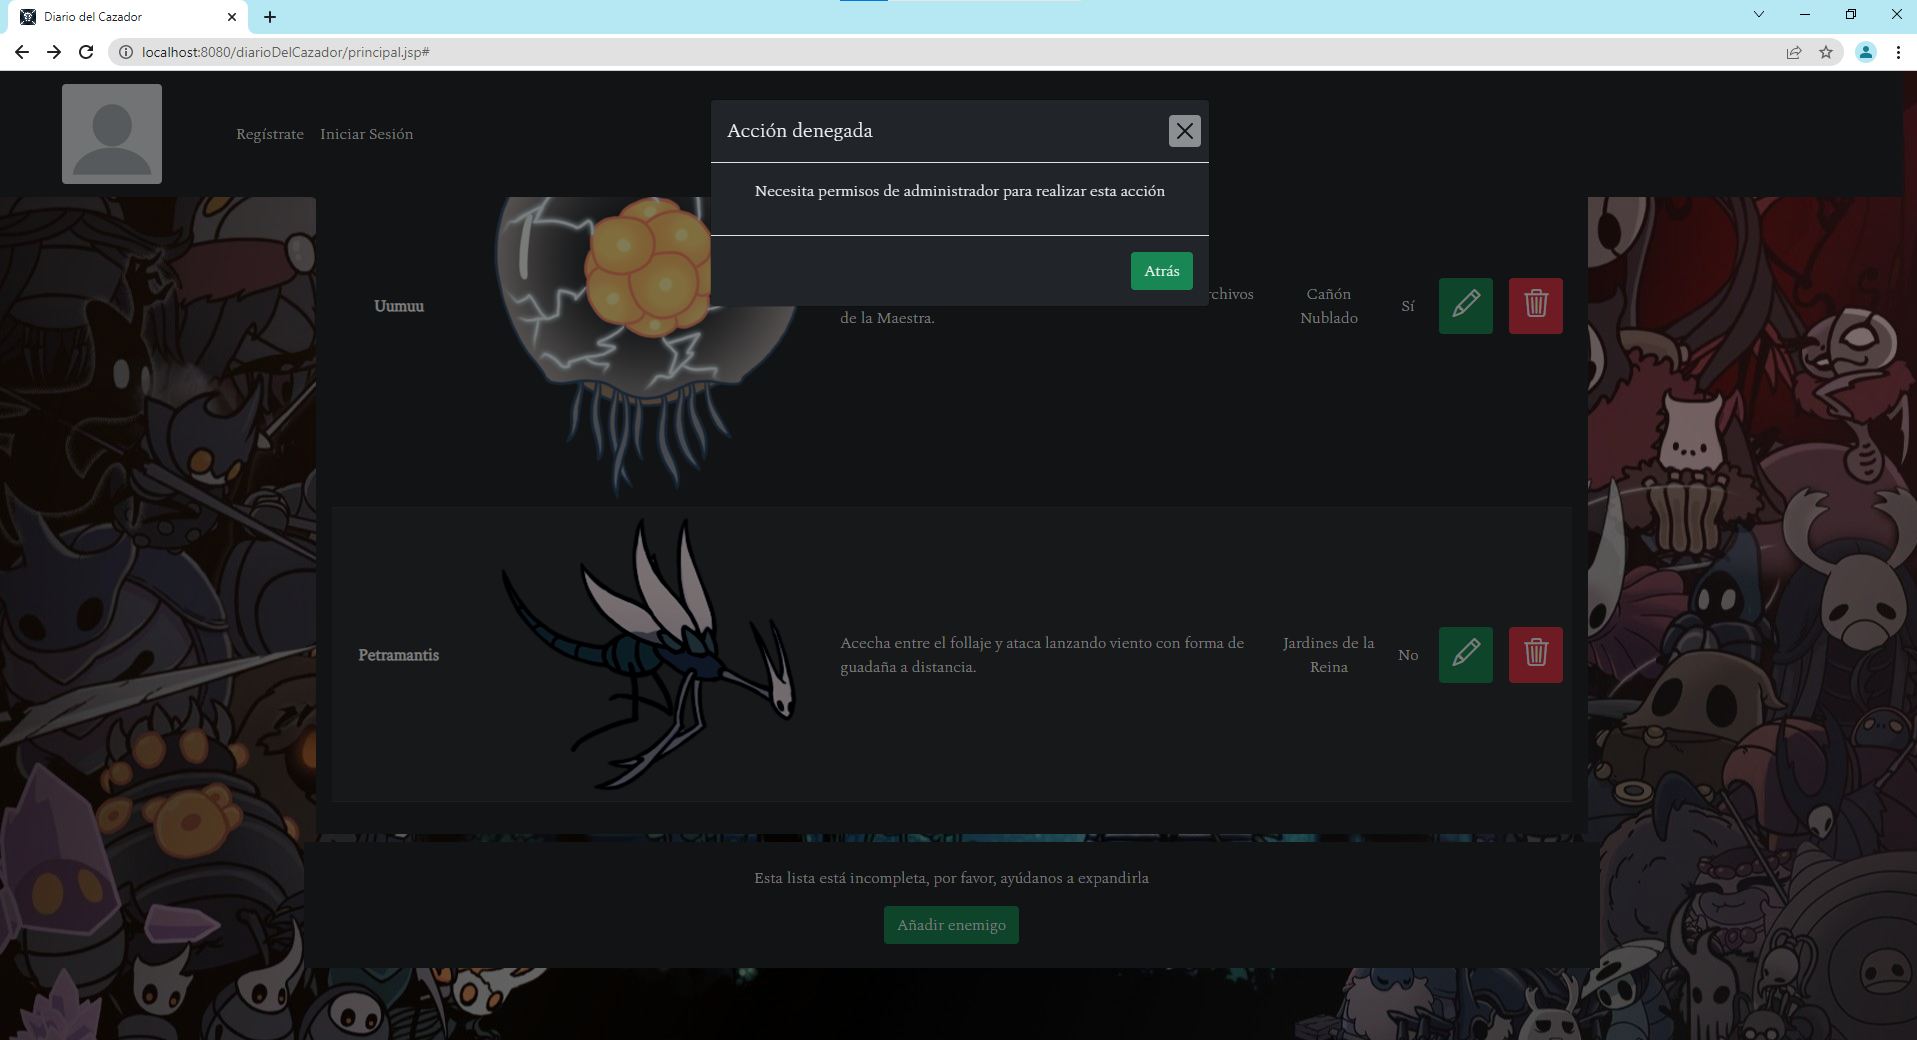 Diario del Cazador
localhost:8080/diarioDelCazador/principal.jsp#
Regístrate Iniciar Sesión
Acción denegada
Necesita permisos de administrador para realizar esta acción
Atrás
Uumuu
de la Maestra.
Cañón
Nublado
Sí
Petramantis
Acecha entre el follaje y ataca lanzando viento con forma de
guadaña a distancia.
Jardines de la
Reina
No
Esta lista está incompleta, por favor, ayúdanos a expandirla
Añadir enemigo